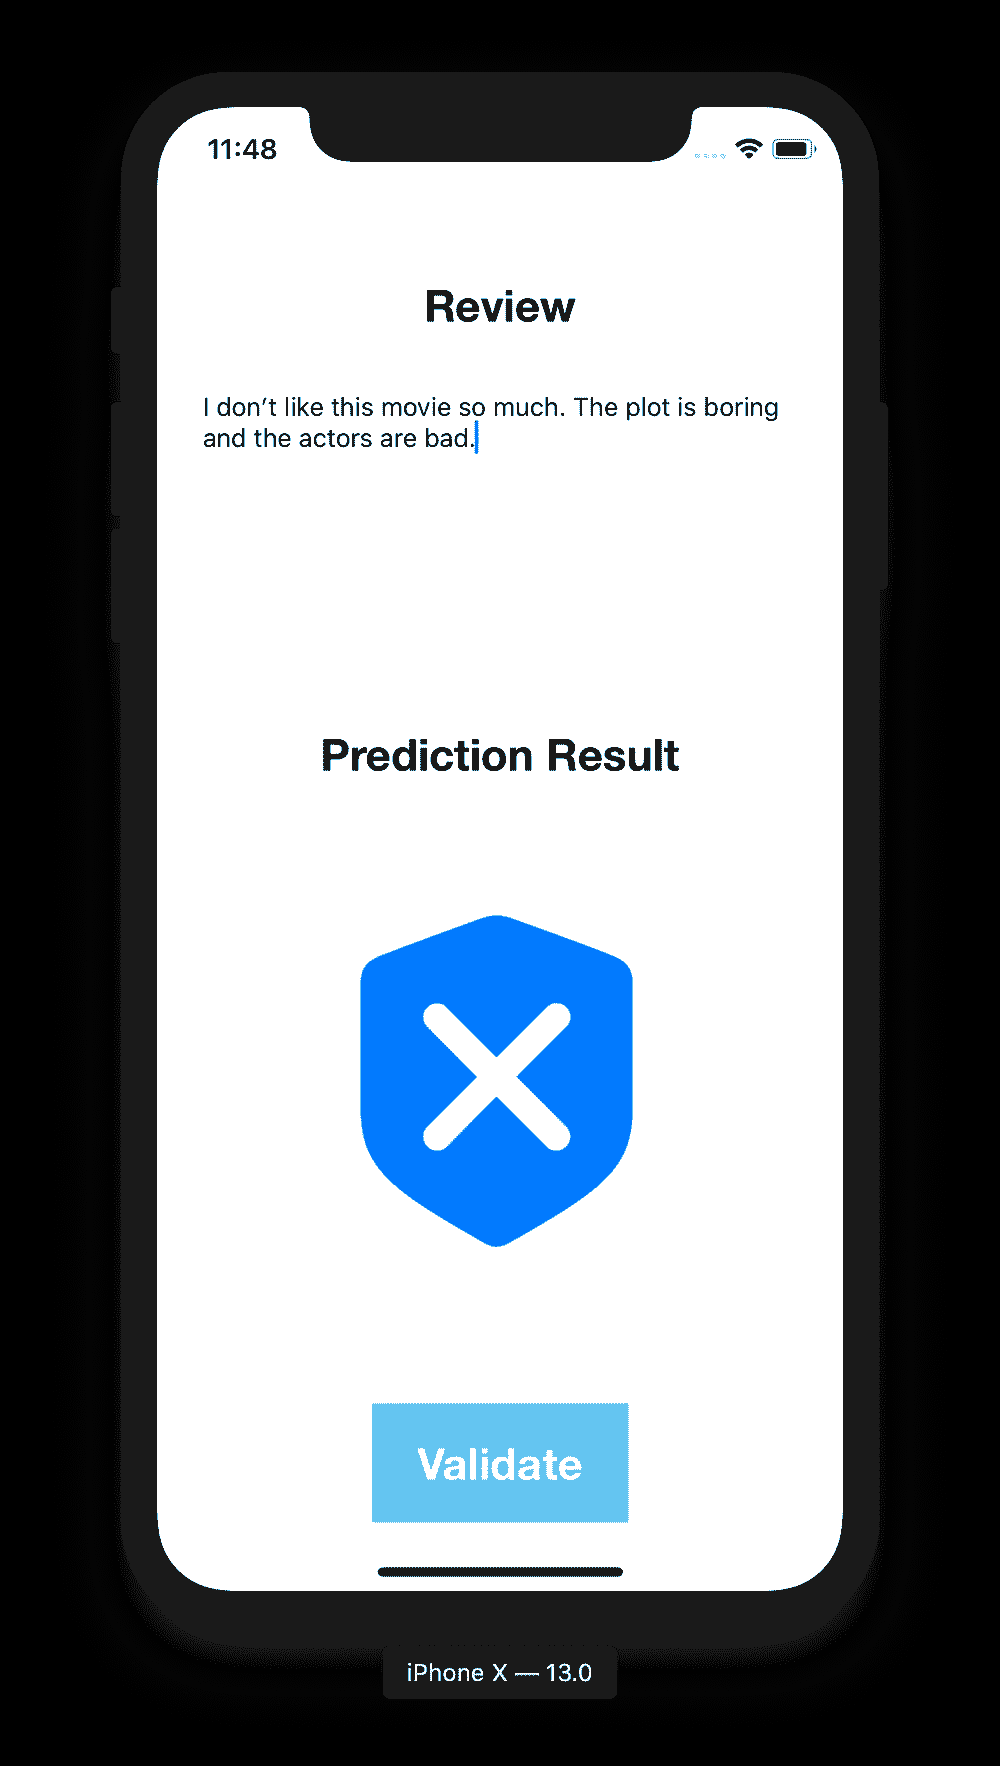 11:48
Review
I don’t like this movie so much. The plot is boring
and the actors are bad.
Prediction Result
Validate
iPhone X — 13.0